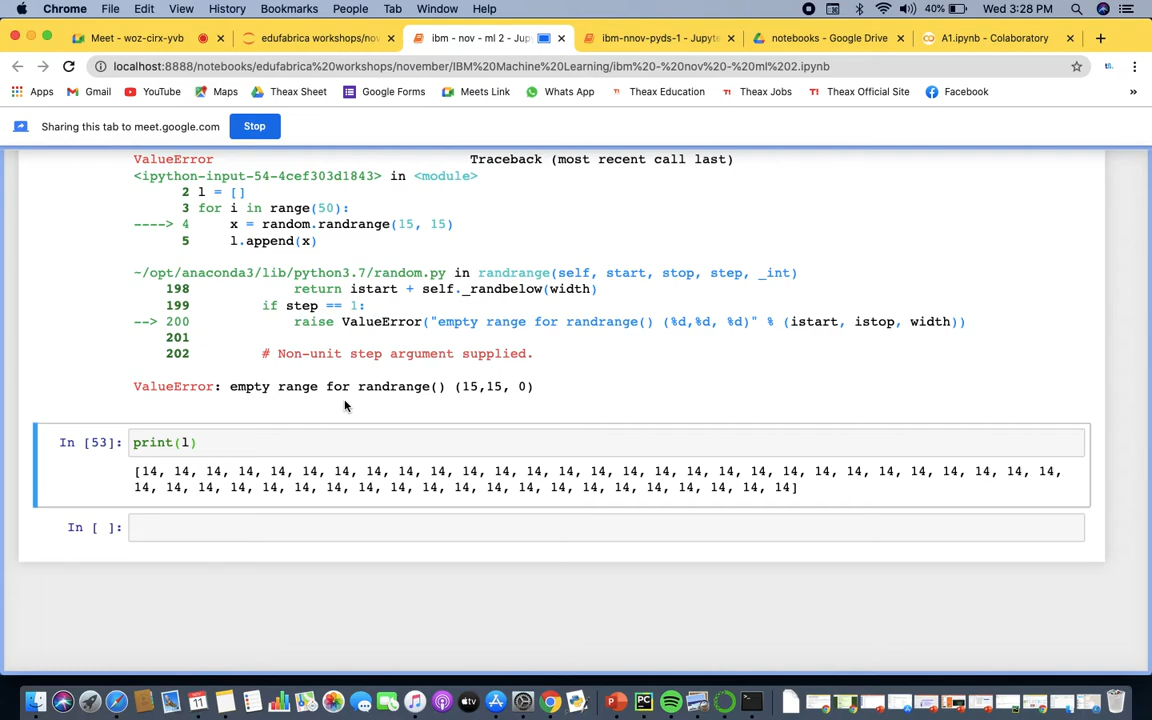 Chrome File Edit View History Bookmarks People Tab Window Help 40% Wed 3:28 PM
Meet - woz-cirx-yvb edufabrica workshops/nov ibm - nov - ml 2 - Jup ibm-nnov-pyds-1 - Jupyte notebooks - Google Drive A1.ipynb - Colaboratory
localhost:8888/notebooks/edufabrica%20workshops/november/IBM%20Machine%20Learning/ibm%20-%20nov%20-%20ml%202.ipynb
Apps Gmail YouTube Maps Theax Sheet Google Forms Meets Link Whats App Theax Education Theax Jobs Theax Official Site Facebook »
Sharing this tab to meet.google.com Stop
ValueError Traceback (most recent call last)
<ipython-input-54-4cef303d1843> in <module>
2 l = []
3 for i in range(50):
----> 4 x = random.randrange(15, 15)
5 l.append(x)
~/opt/anaconda3/lib/python3.7/random.py in randrange(self, start, stop, step, _int)
198 return istart + self._randbelow(width)
199 if step == 1:
--> 200 raise ValueError("empty range for randrange() (%d,%d, %d)" % (istart, istop, width))
201
202 # Non-unit step argument supplied.
ValueError: empty range for randrange() (15,15, 0)
In [53]: print(l)
[14, 14, 14, 14, 14, 14, 14, 14, 14, 14, 14, 14, 14, 14, 14, 14, 14, 14, 14, 14, 14, 14, 14, 14, 14, 14, 14, 14, 14,
14, 14, 14, 14, 14, 14, 14, 14, 14, 14, 14, 14, 14, 14, 14, 14, 14, 14, 14, 14, 14]
In [ ]: